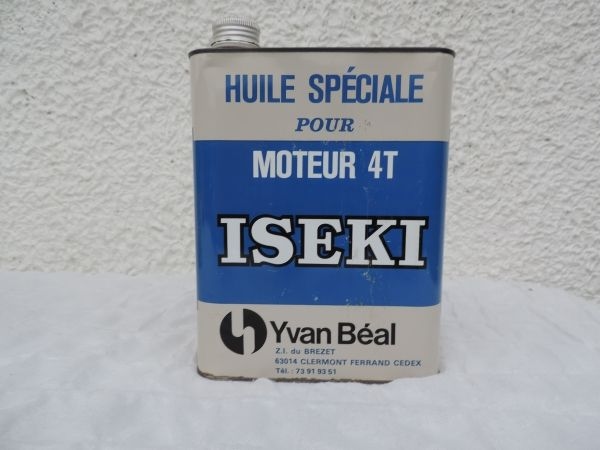 HUILE SPÉCIALE
POUR
MOTEUR 4T
ISEKI
Yvan Béal
Z.I. du BREZET
63014 CLERMONT FERRAND CEDEX
Tél. : 73 91 93 51